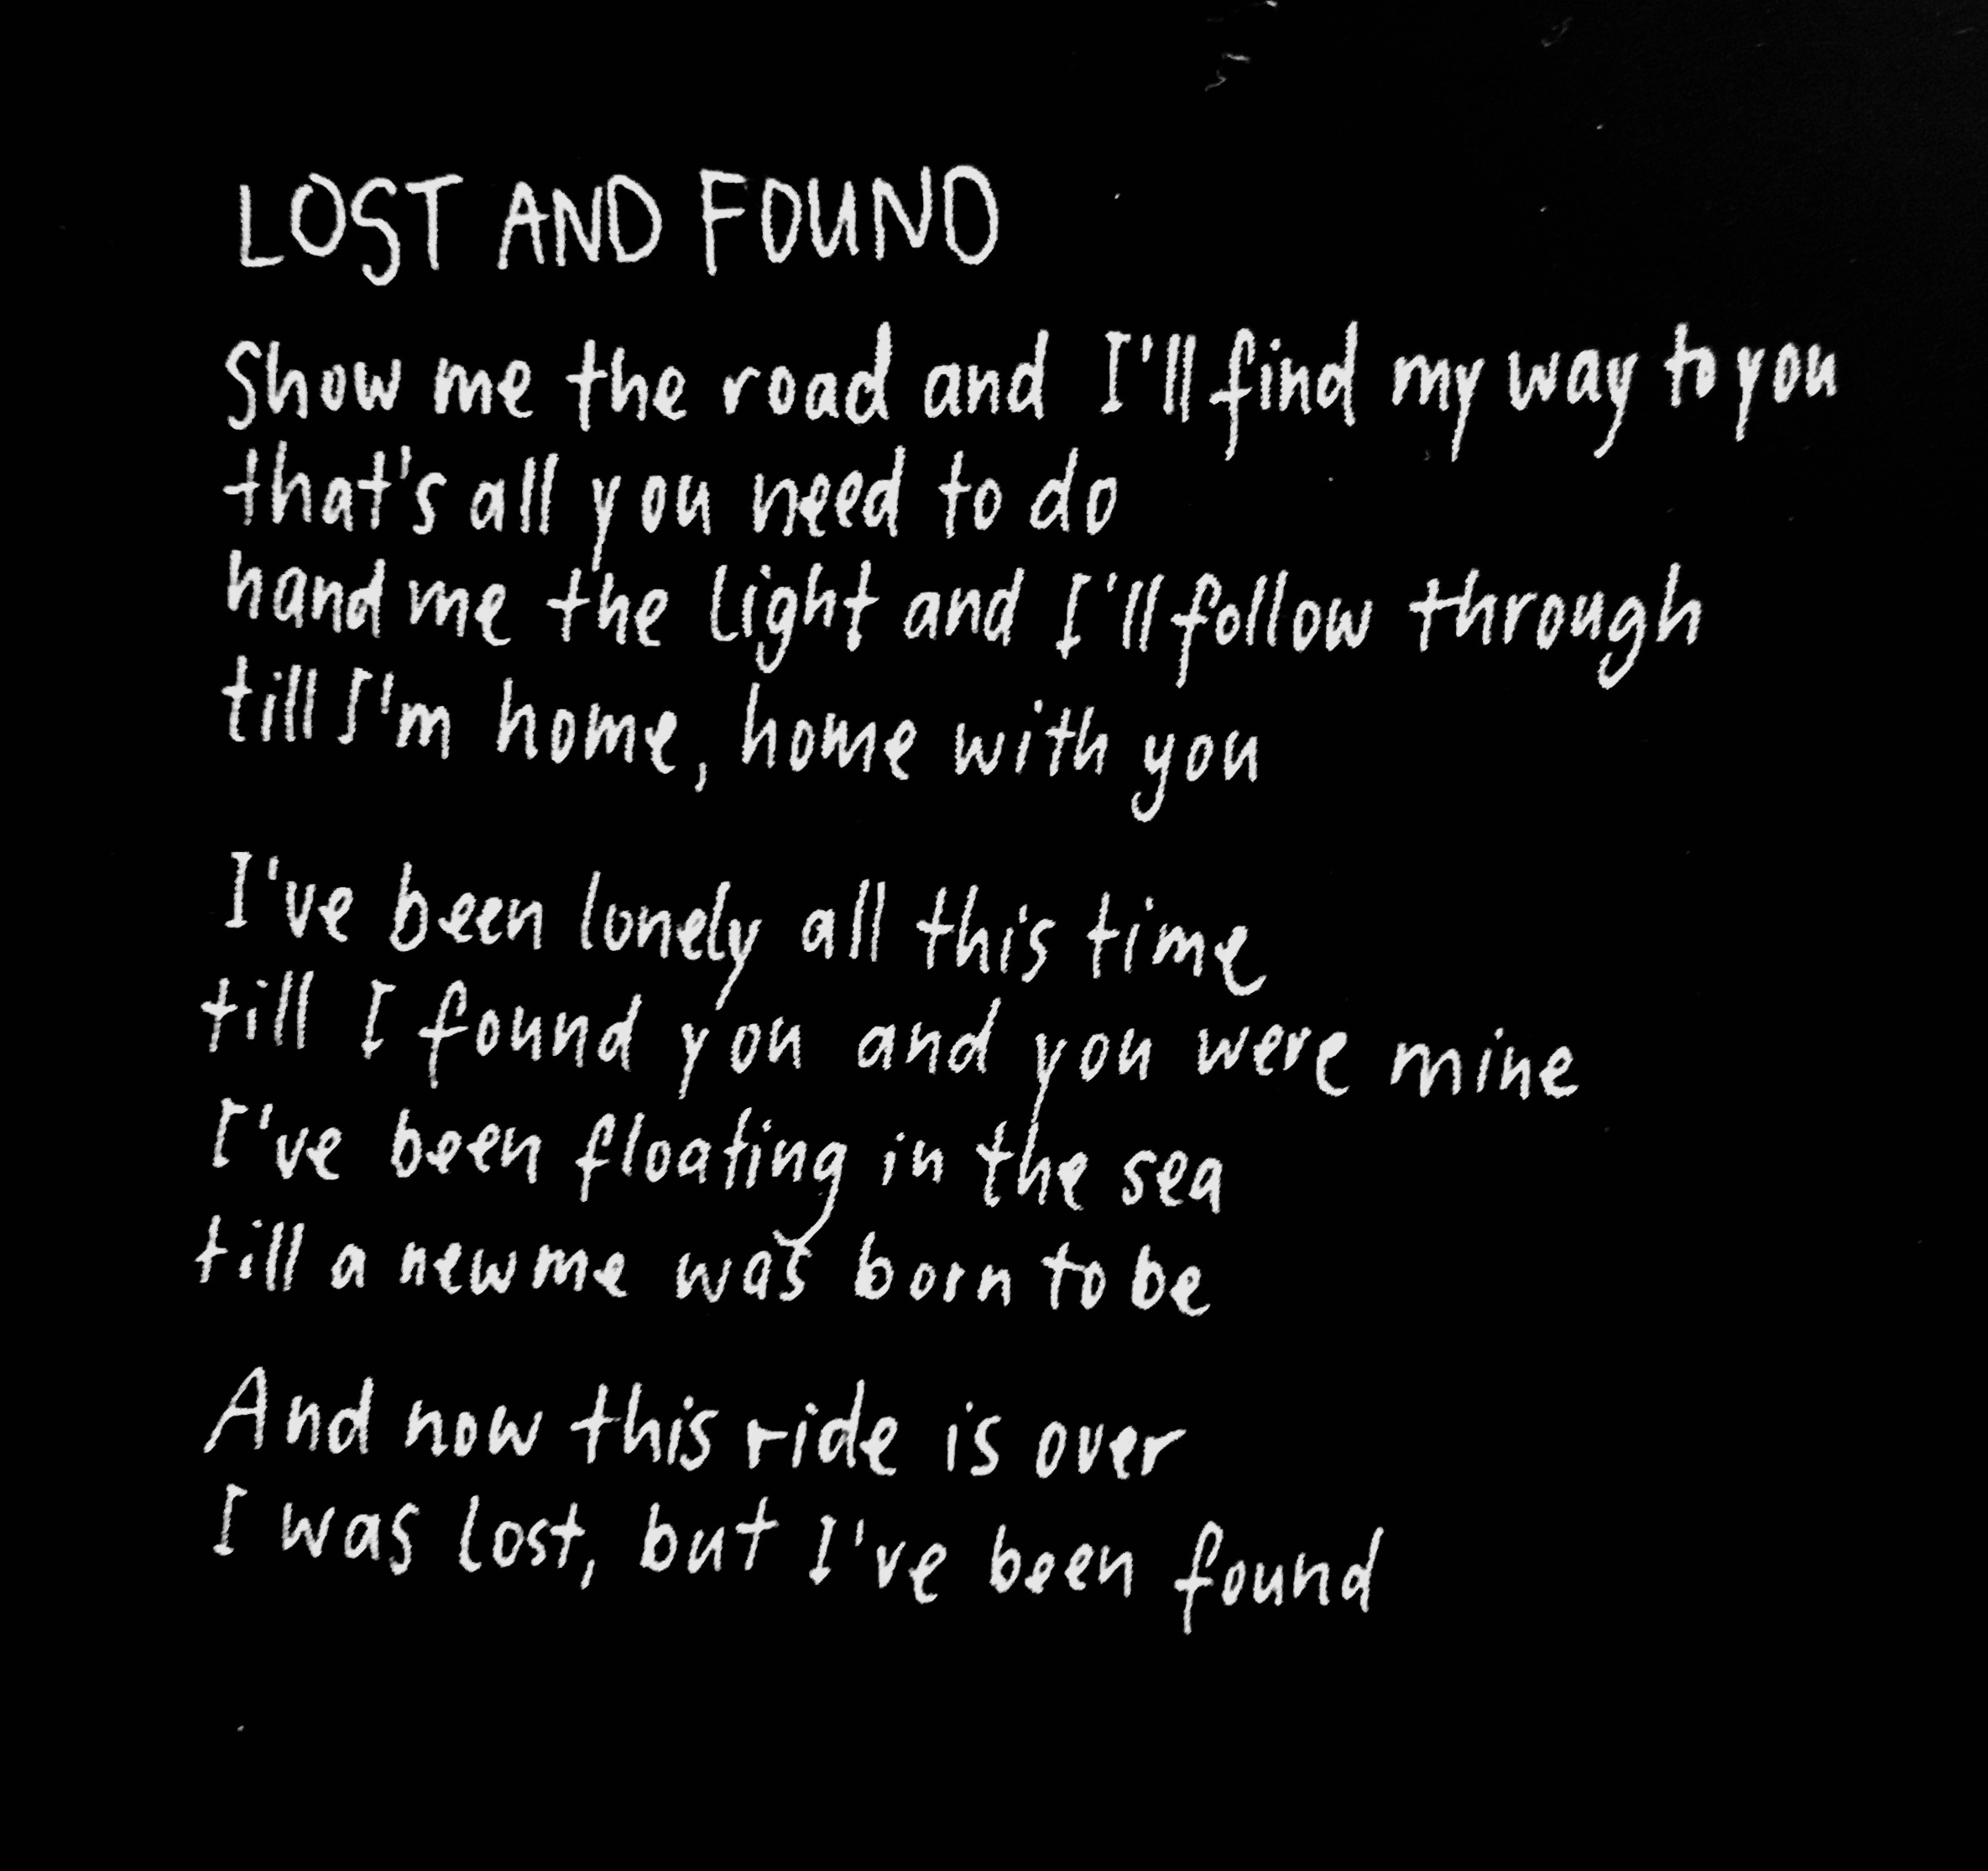 LOST AND FOUND
Show me the road and I'll find my way to you
that's all you need to do
hand me the light and I'll follow through
till I'm home, home with you
I've been lonely all this time
till I found you and you were mine
I've been floating in the sea
till a new me was born to be
And now this ride is over
I was lost, but I've been found